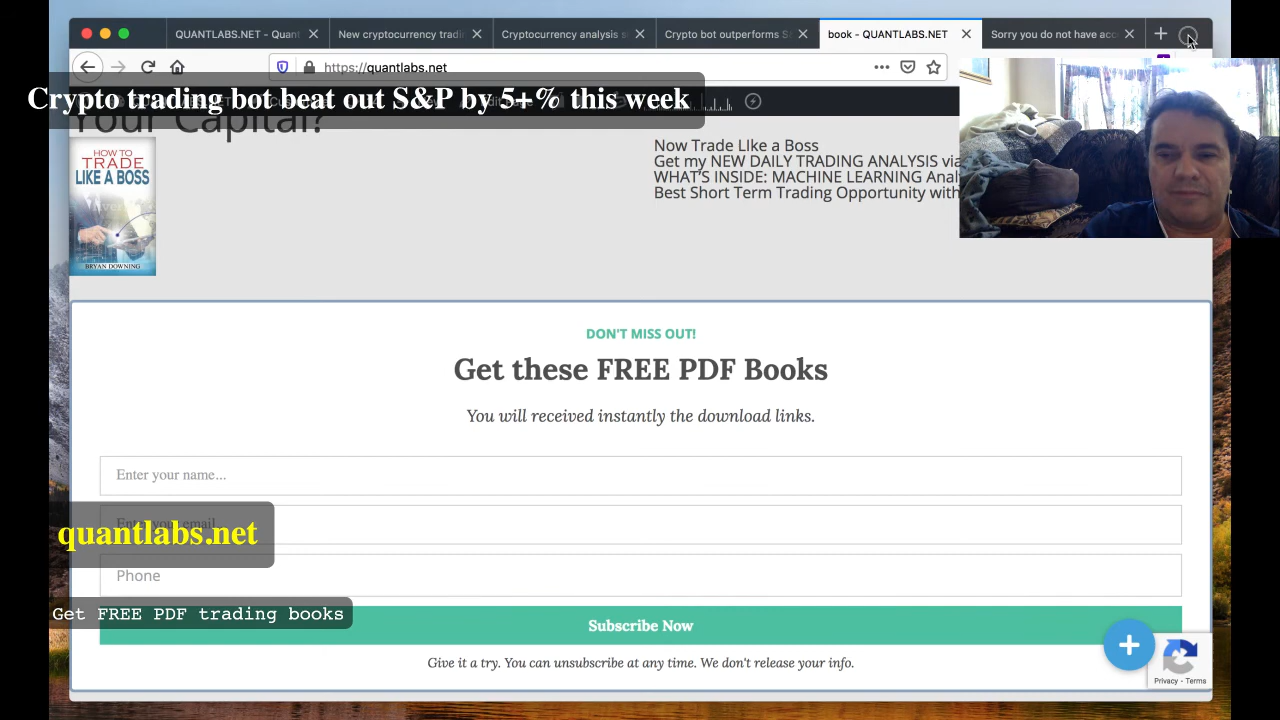 QUANTLABS.NET - Quant
New cryptocurrency tradi
Cryptocurrency analysis s
Crypto bot outperforms S
book - QUANTLABS.NET
Sorry you do not have acc
https://quantlabs.net
Crypto trading bot beat out S&P by 5+% this week
Your Capital?
HOW TO
TRADE
LIKE A BOSS
BRYAN DOWNING
Now Trade LIke a Boss
Get my NEW DAILY TRADING ANALYSIS via
WHAT'S INSIDE: MACHINE LEARNING Anal
Best Short Term Trading Opportunity with
DON'T MISS OUT!
Get these FREE PDF Books
You will received instantly the download links.
Enter your name...
Enter your email
quantlabs.net
Phone
Get FREE PDF trading books
Subscribe Now
Give it a try. You can unsubscribe at any time. We don't release your info.
Privacy - Terms